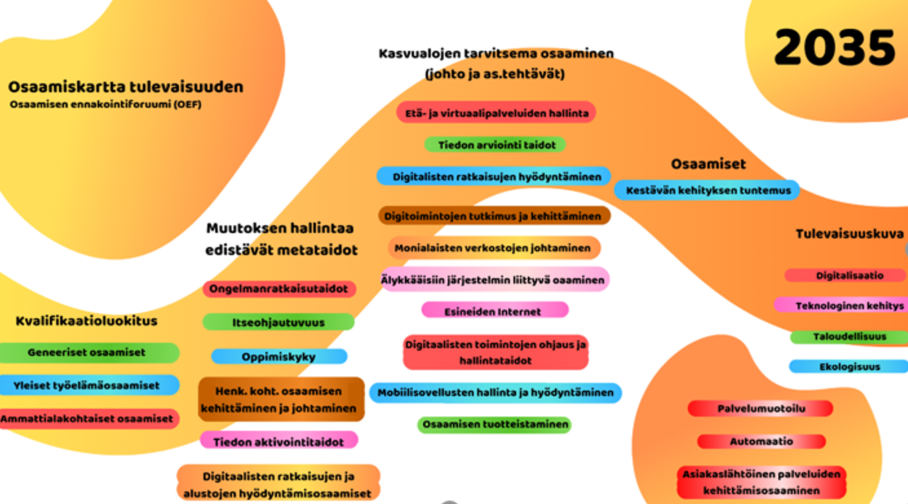 2035
Osaamiskartta tulevaisuuden
Osaamisen ennakointiforuumi (OEF)
Kvalifikaatioluokitus
Geneeriset osaamiset
Yleiset työelämäosaamiset
Ammattialakohtaiset osaamiset
Muutoksen hallintaa
edistävät metataidot
Ongelmanratkaisutaidot
Itseohjautuvuus
Oppimiskyky
Henk. koht. osaamisen
kehittäminen ja johtaminen
Tiedon aktivointitaidot
Digitaalisten ratkaisujen ja
alustojen hyödyntämisosaamiset
Kasvualojen tarvitsema osaaminen
(johto ja as.tehtävät)
Etä- ja virtuaalipalveluiden hallinta
Tiedon arviointi taidot
Digitalisten ratkaisujen hyödyntäminen
Digitoimintojen tutkimus ja kehittäminen
Monialaisten verkostojen johtaminen
Älykkääisiin järjestelmin liittyvä oaaminen
Esineiden Internet
Digitaalisten toimintojen ohjaus ja
hallintataidot
Mobiilisovellusten hallinta ja hyödyntäminen
Osaamisen tuotteistaminen
Osaamiset
Kestävän kehityksen tuntemus
Tulevaisuuskuva
Digitalisaatio
Teknologinen kehitys
Taloudellisuus
Ekologisuus
Palvelumuotoilu
Automaatio
Asiakaslähtöinen palveluiden
kehittämisosaaminen